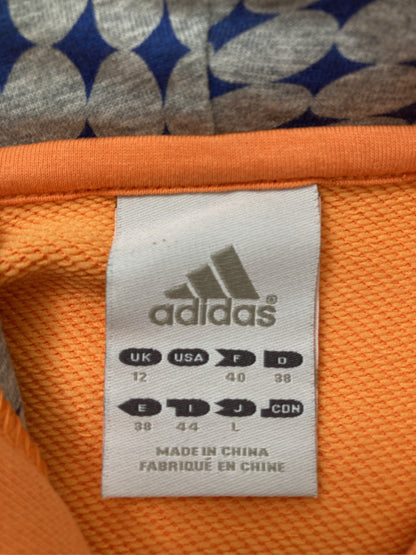 adidas®
UK USA F D
12 40 38
E I J CDN
38 44 L
MADE IN CHINA
FABRIQUÉ EN CHINE